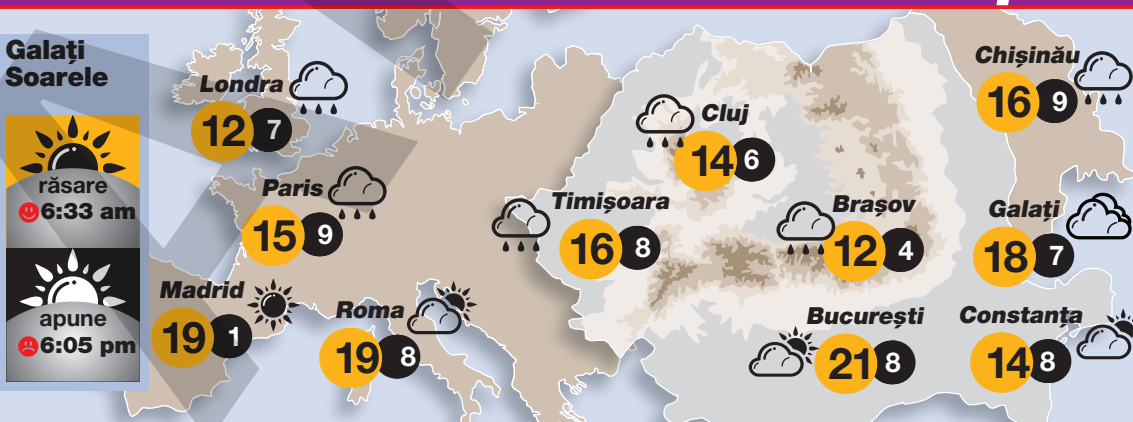 Galați
Soarele
răsare
6:33 am
apune
6:05 pm
Londra
12 7
Paris
15 9
Madrid
19 1
Roma
19 8
Timișoara
16 8
Cluj
14 6
Brașov
12 4
București
21 8
Chișinău
16 9
Galați
18 7
Constanța
14 8